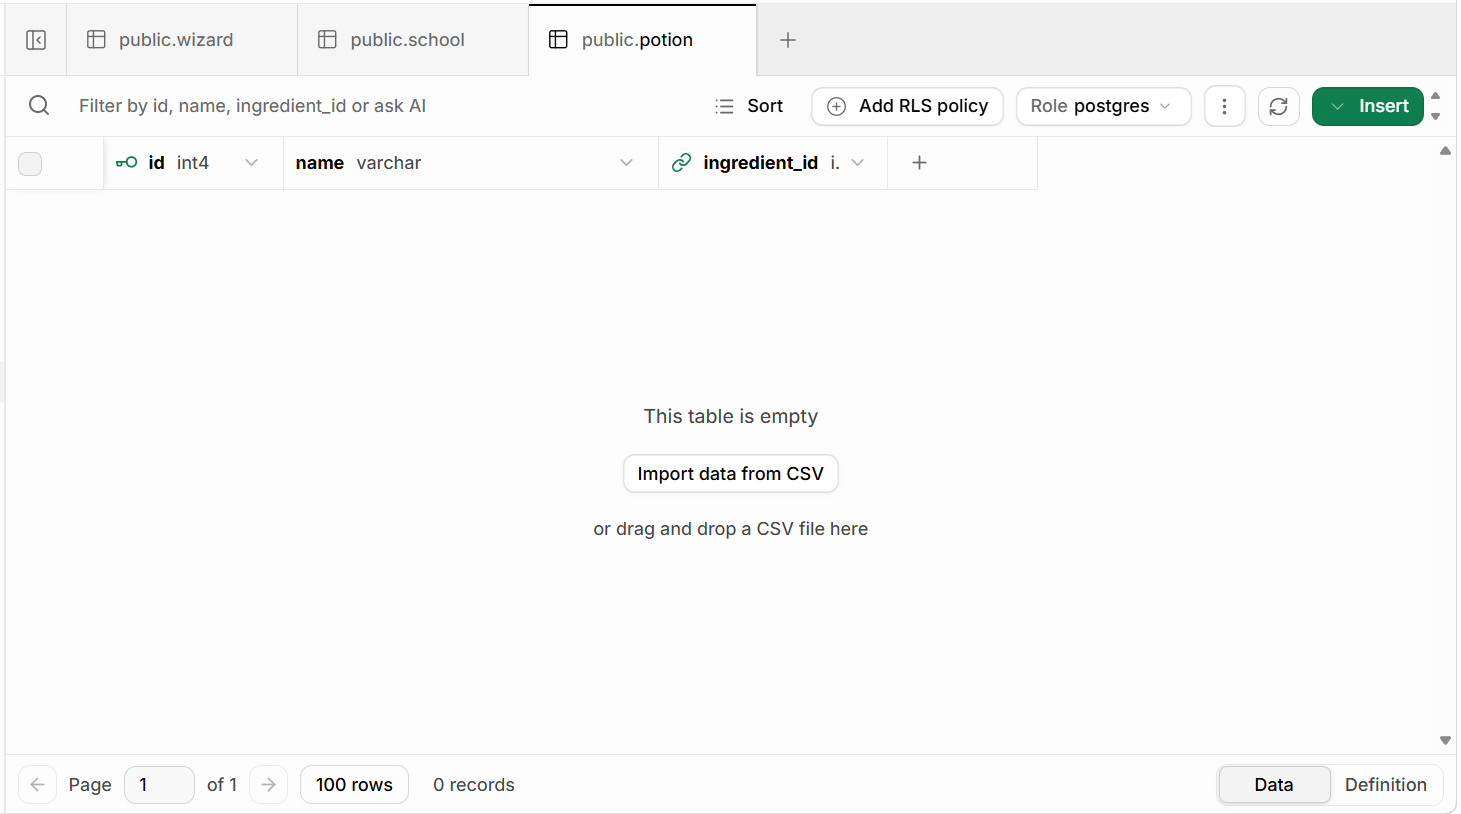 public.wizard public.school public.potion
Filter by id, name, ingredient_id or ask AI Sort Add RLS policy Role postgres Insert
id int4 name varchar ingredient_id i.
This table is empty
Import data from CSV
or drag and drop a CSV file here
Page 1 of 1 100 rows 0 records Data Definition